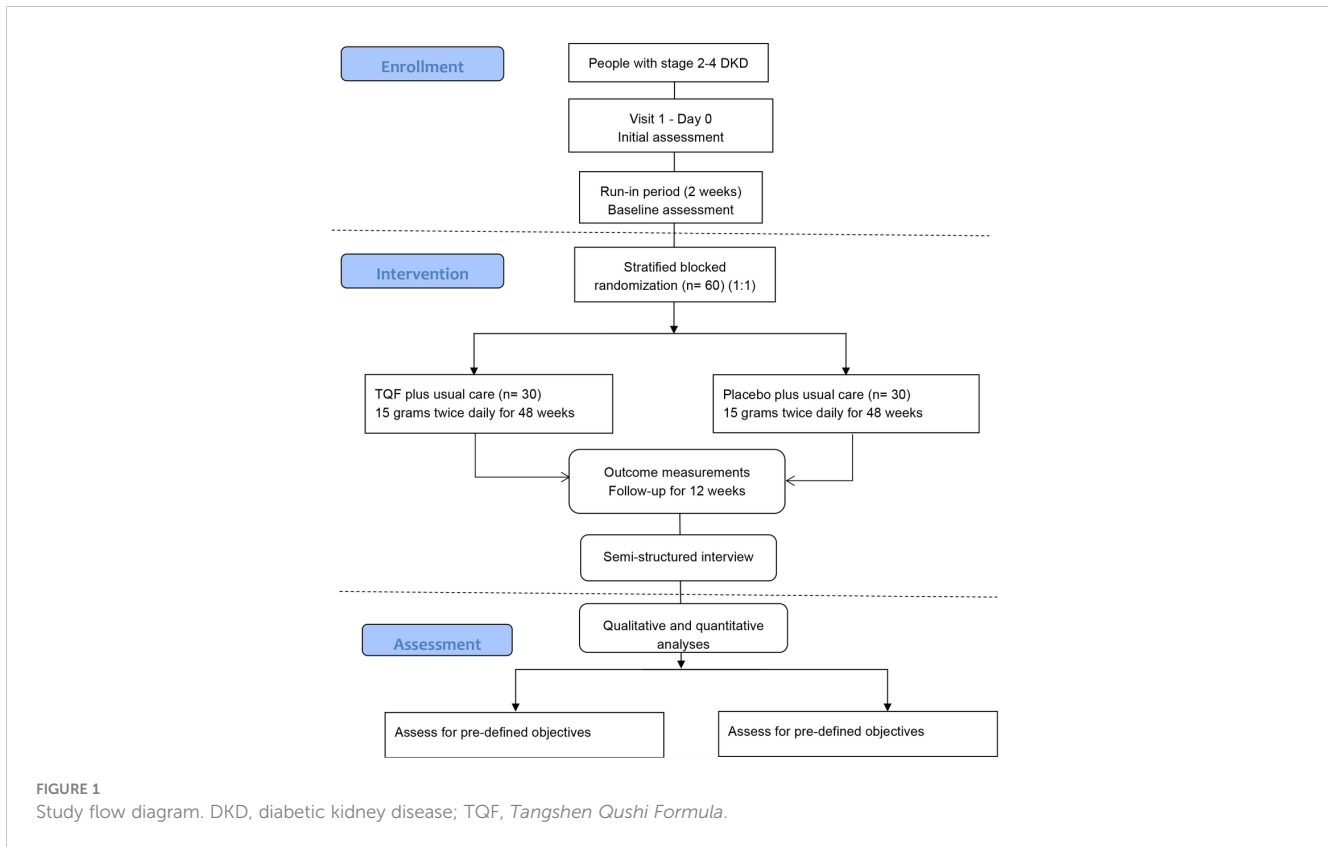 Enrollment
People with stage 2-4 DKD
Visit 1 - Day 0
Initial assessment
Run-in period (2 weeks)
Baseline assessment
Intervention
Stratified blocked
randomization (n= 60) (1:1)
TQF plus usual care (n= 30)
15 grams twice daily for 48 weeks
Placebo plus usual care (n= 30)
15 grams twice daily for 48 weeks
Outcome measurements
Follow-up for 12 weeks
Semi-structured interview
Assessment
Qualitative and quantitative
analyses
Assess for pre-defined objectives
Assess for pre-defined objectives
FIGURE 1
Study flow diagram. DKD, diabetic kidney disease; TQF, Tangshen Qushi Formula.